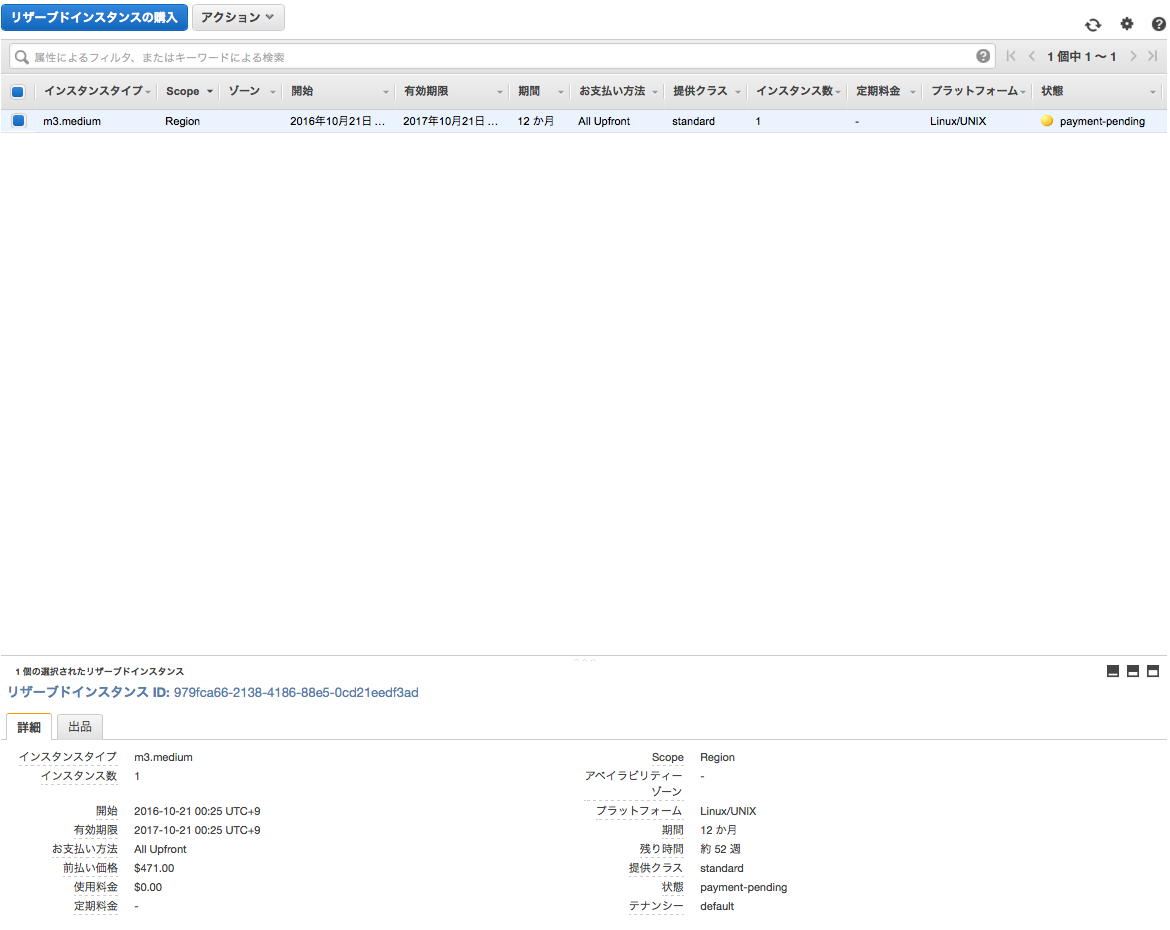 リザーブドインスタンスの購入 アクション
属性によるフィルタ、またはキーワードによる検索 1 個中 1 ～ 1
インスタンスタイプ Scope ゾーン 開始 有効期限 期間 お支払い方法 提供クラス インスタンス数 定期料金 プラットフォーム 状態
m3.medium Region 2016年10月21日 ... 2017年10月21日 ... 12 か月 All Upfront standard 1 - Linux/UNIX payment-pending
1 個の選択されたリザーブドインスタンス
リザーブドインスタンス ID: 979fca66-2138-4186-88e5-0cd21eedf3ad
詳細 出品
インスタンスタイプ m3.medium
インスタンス数 1
開始 2016-10-21 00:25 UTC+9
有効期限 2017-10-21 00:25 UTC+9
お支払い方法 All Upfront
前払い価格 $471.00
使用料金 $0.00
定期料金 -
Scope Region
アベイラビリティー -
ゾーン
プラットフォーム Linux/UNIX
期間 12 か月
残り時間 約 52 週
提供クラス standard
状態 payment-pending
テナンシー default